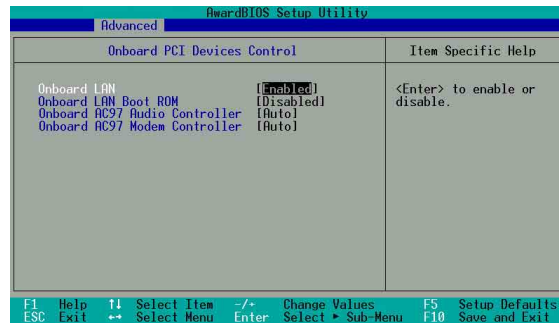 AwardBIOS Setup Utility
Advanced
Onboard PCI Devices Control
Item Specific Help
Onboard LAN [Enabled]
Onboard LAN Boot ROM [Disabled]
Onboard AC97 Audio Controller [Auto]
Onboard AC97 Modem Controller [Auto]
<Enter> to enable or
disable.
F1 Help ↑↓ Select Item -/+ Change Values F5 Setup Defaults
ESC Exit ←→ Select Menu Enter Select ► Sub-Menu F10 Save and Exit